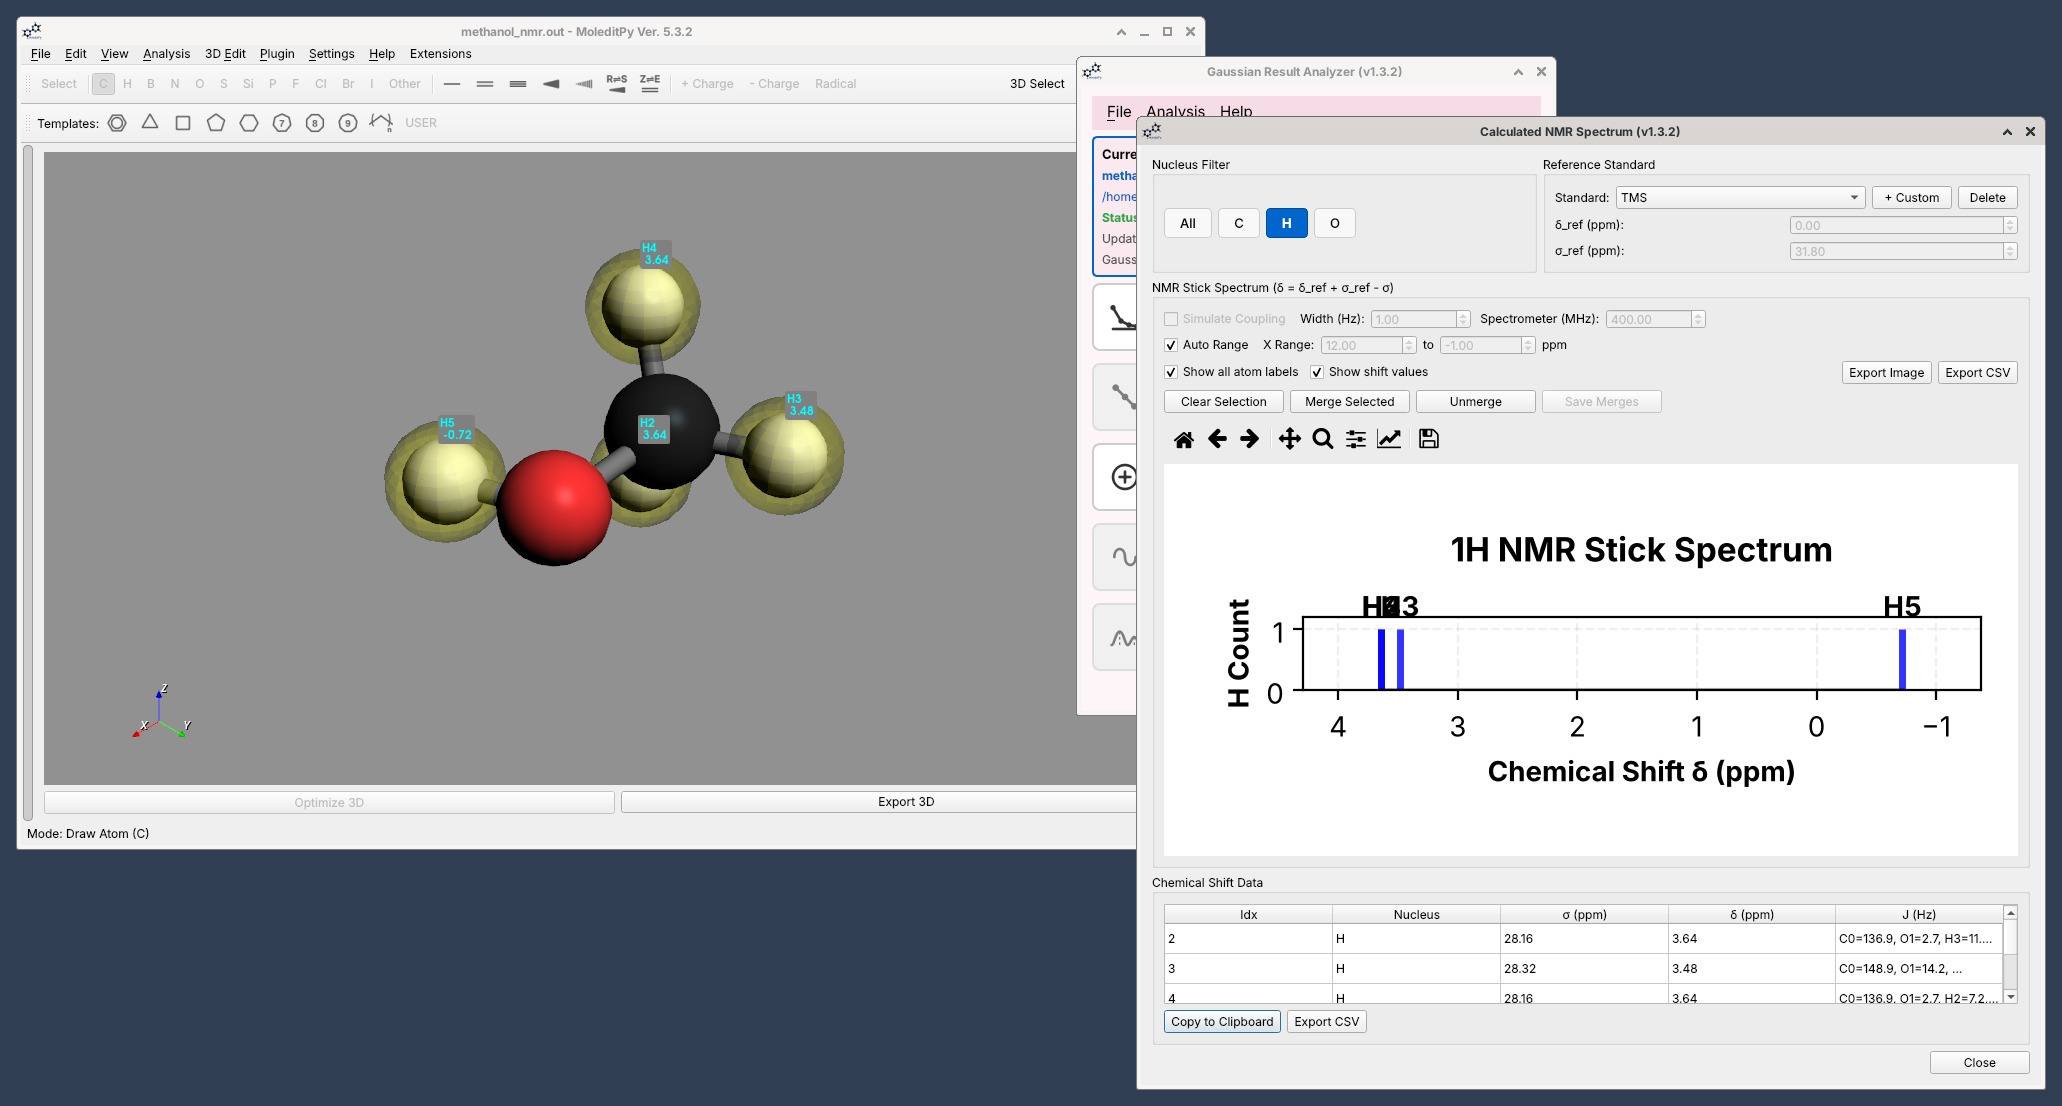 methanol_nmr.out - MoleditPy Ver. 5.3.2
File Edit View Analysis 3D Edit Plugin Settings Help Extensions
Select C H B N O S Si P F Cl Br I Other R⇌S Z⇌E + Charge - Charge Radical 3D Select
Templates: 7 8 9 n USER
H4
3.64
H3
3.48
H5
-0.72
H2
3.64
Z
X Y
Optimize 3D Export 3D
Mode: Draw Atom (C)
Gaussian Result Analyzer (v1.3.2)
File Analysis Help
Curre
metha
/home
Status
Updat
Gauss
Calculated NMR Spectrum (v1.3.2)
Nucleus Filter
All C H O
Reference Standard
Standard: TMS + Custom Delete
δ_ref (ppm): 0.00
σ_ref (ppm): 31.80
NMR Stick Spectrum (δ = δ_ref + σ_ref - σ)
Simulate Coupling Width (Hz): 1.00 Spectrometer (MHz): 400.00
Auto Range X Range: 12.00 to -1.00 ppm
Show all atom labels Show shift values Export Image Export CSV
Clear Selection Merge Selected Unmerge Save Merges
1H NMR Stick Spectrum
H3 H5
H Count
1
0
4 3 2 1 0 −1
Chemical Shift δ (ppm)
Chemical Shift Data
Idx Nucleus σ (ppm) δ (ppm) J (Hz)
2 H 28.16 3.64 C0=136.9, O1=2.7, H3=11....
3 H 28.32 3.48 C0=148.9, O1=14.2, ...
4 H 28.16 3.64 C0=136.9, O1=2.7, H2=7.2,...
Copy to Clipboard Export CSV
Close